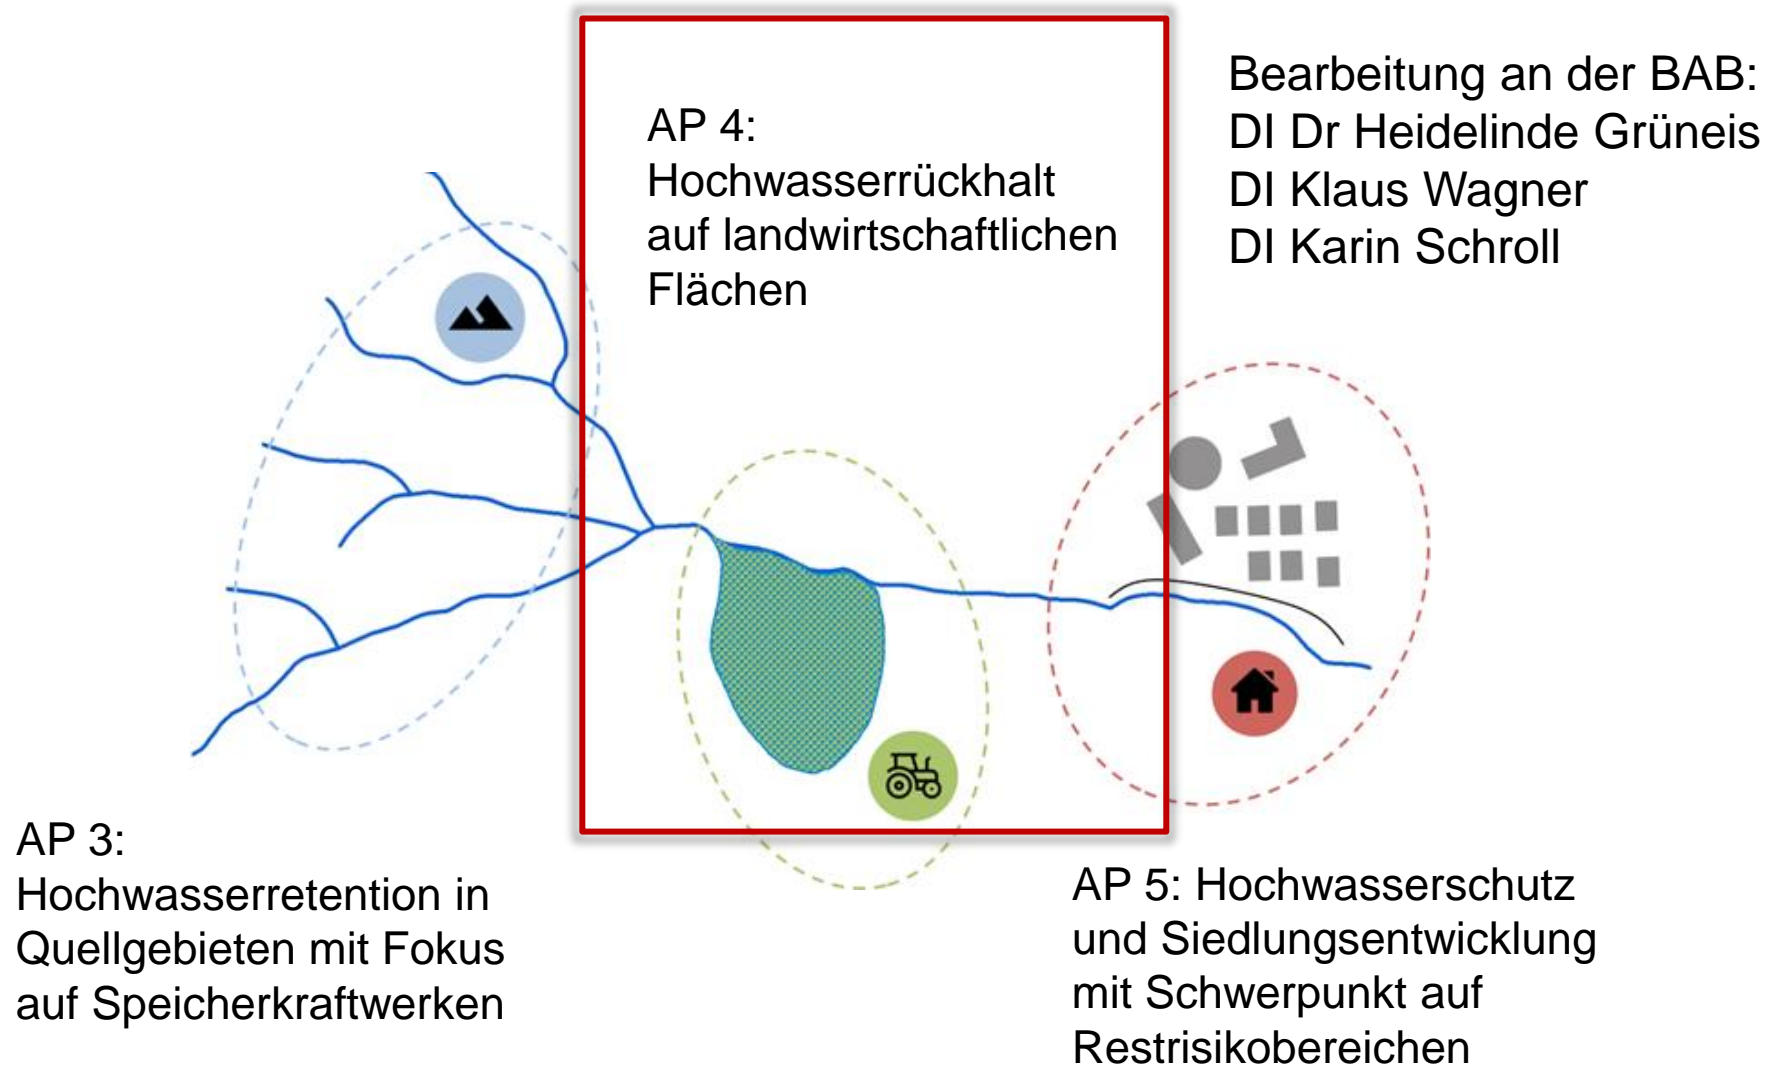 AP 4:
Hochwasserrückhalt
auf landwirtschaftlichen
Flächen
Bearbeitung an der BAB:
DI Dr Heidelinde Grüneis
DI Klaus Wagner
DI Karin Schroll
AP 3:
Hochwasserretention in
Quellgebieten mit Fokus
auf Speicherkraftwerken
AP 5: Hochwasserschutz
und Siedlungsentwicklung
mit Schwerpunkt auf
Restrisikobereichen